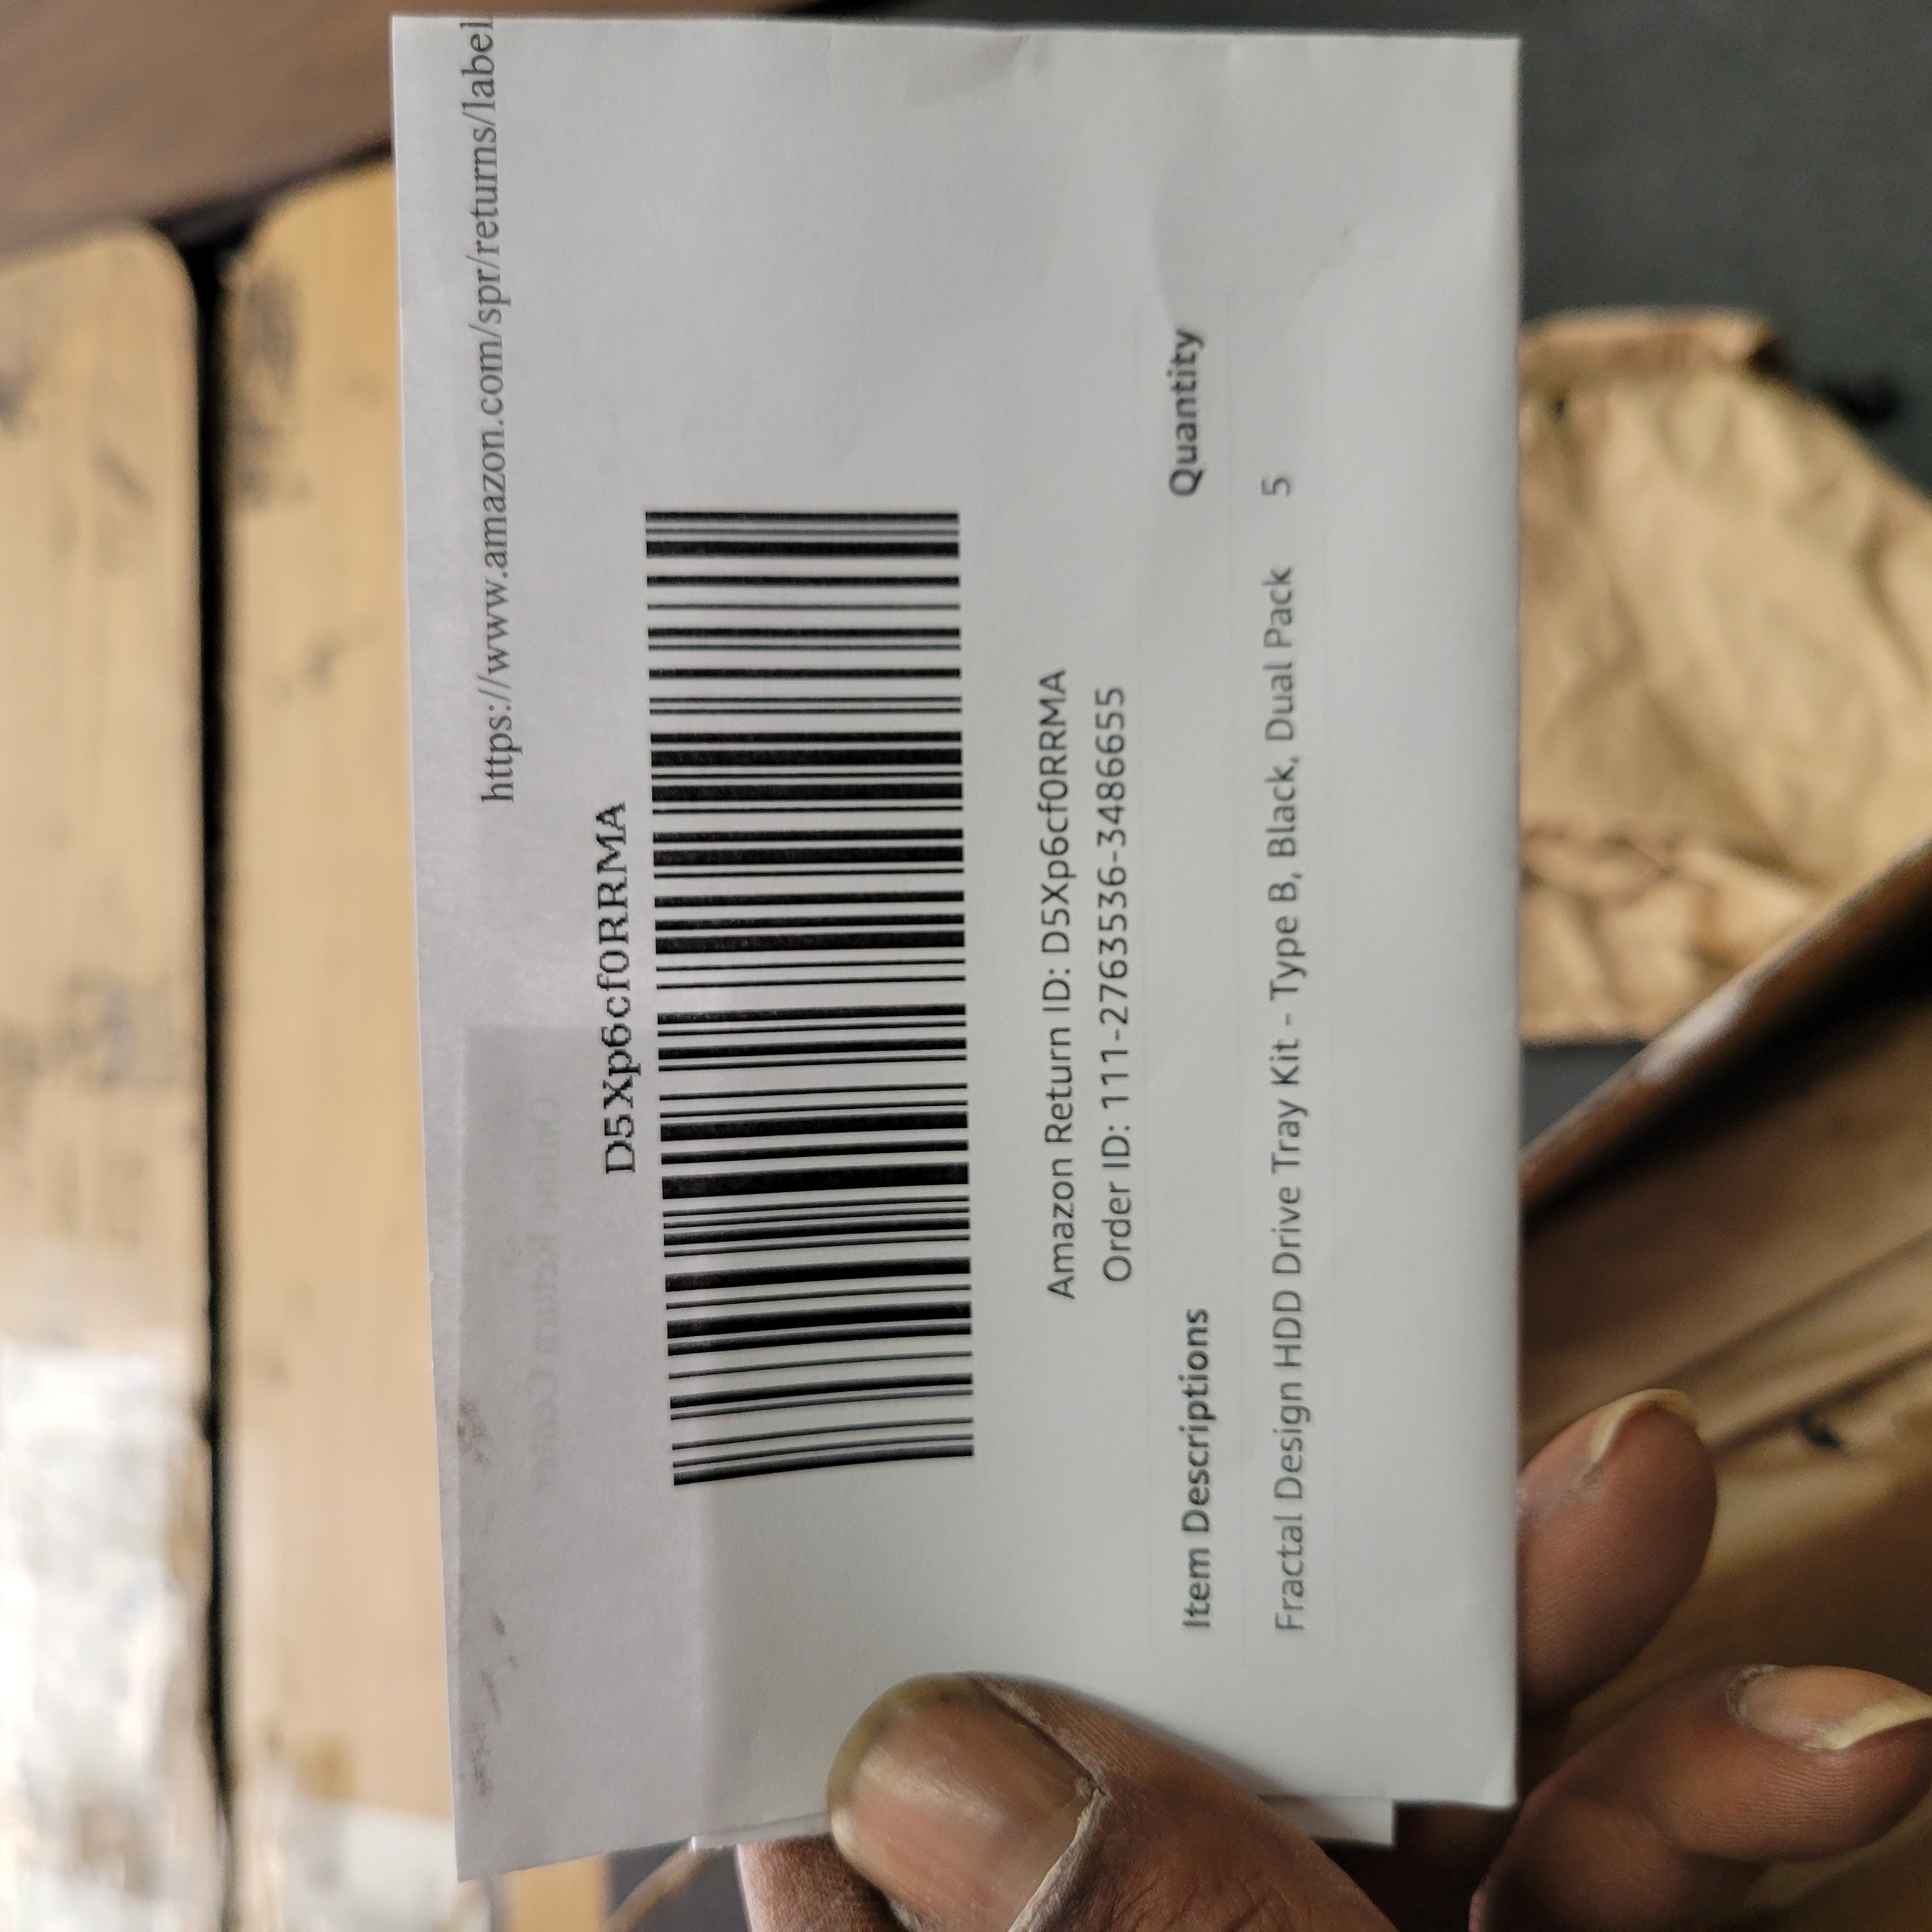 https://www.amazon.com/spr/returns/label
D5Xp6cf0RRMA
Amazon Return ID: D5Xp6cf0RRMA
Order ID: 111-2763536-3486655
Item Descriptions Quantity
Fractal Design HDD Drive Tray Kit - Type B, Black, Dual Pack 5